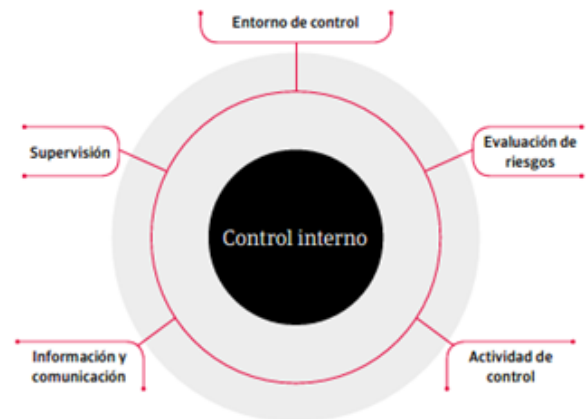 Entorno de control
Supervisión
Evaluación de
riesgos
Control interno
Información y
comunicación
Actividad de
control